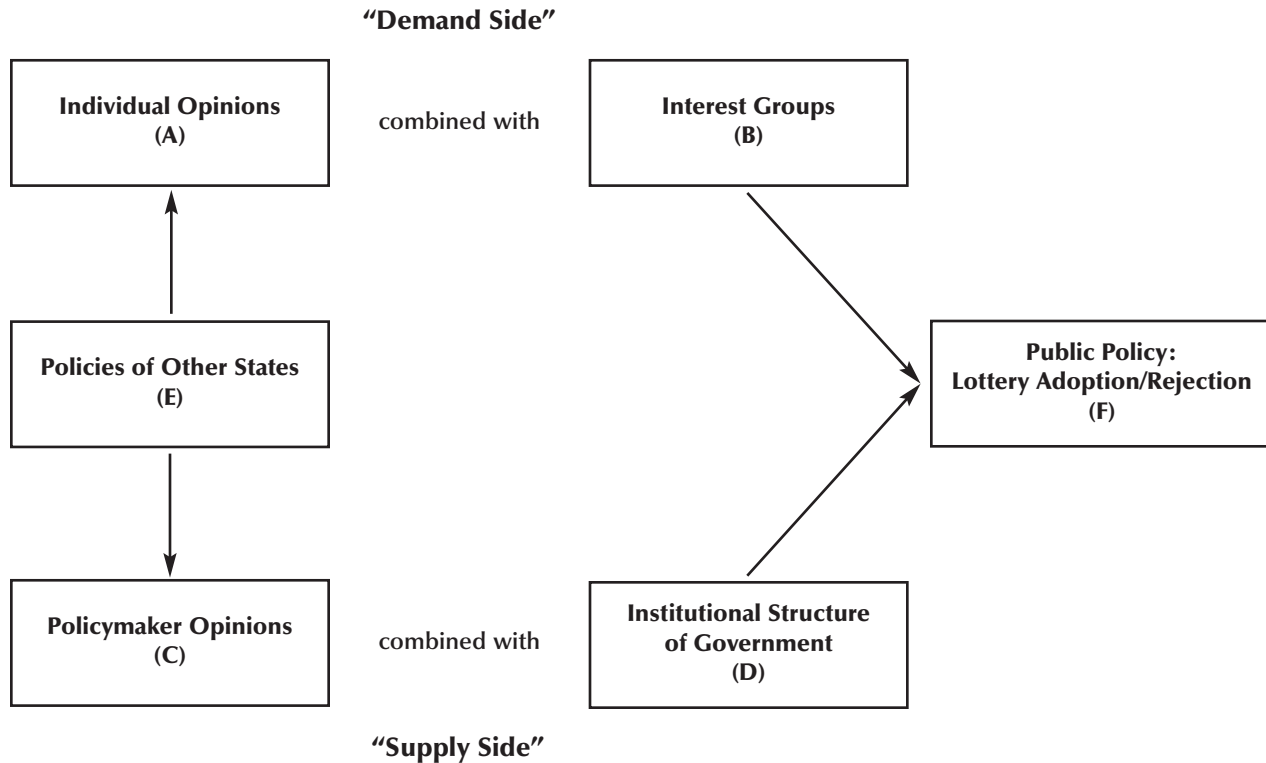 “Demand Side”
Individual Opinions
(A)
combined with
Interest Groups
(B)
Policies of Other States
(E)
Public Policy:
Lottery Adoption/Rejection
(F)
Policymaker Opinions
(C)
combined with
Institutional Structure
of Government
(D)
“Supply Side”